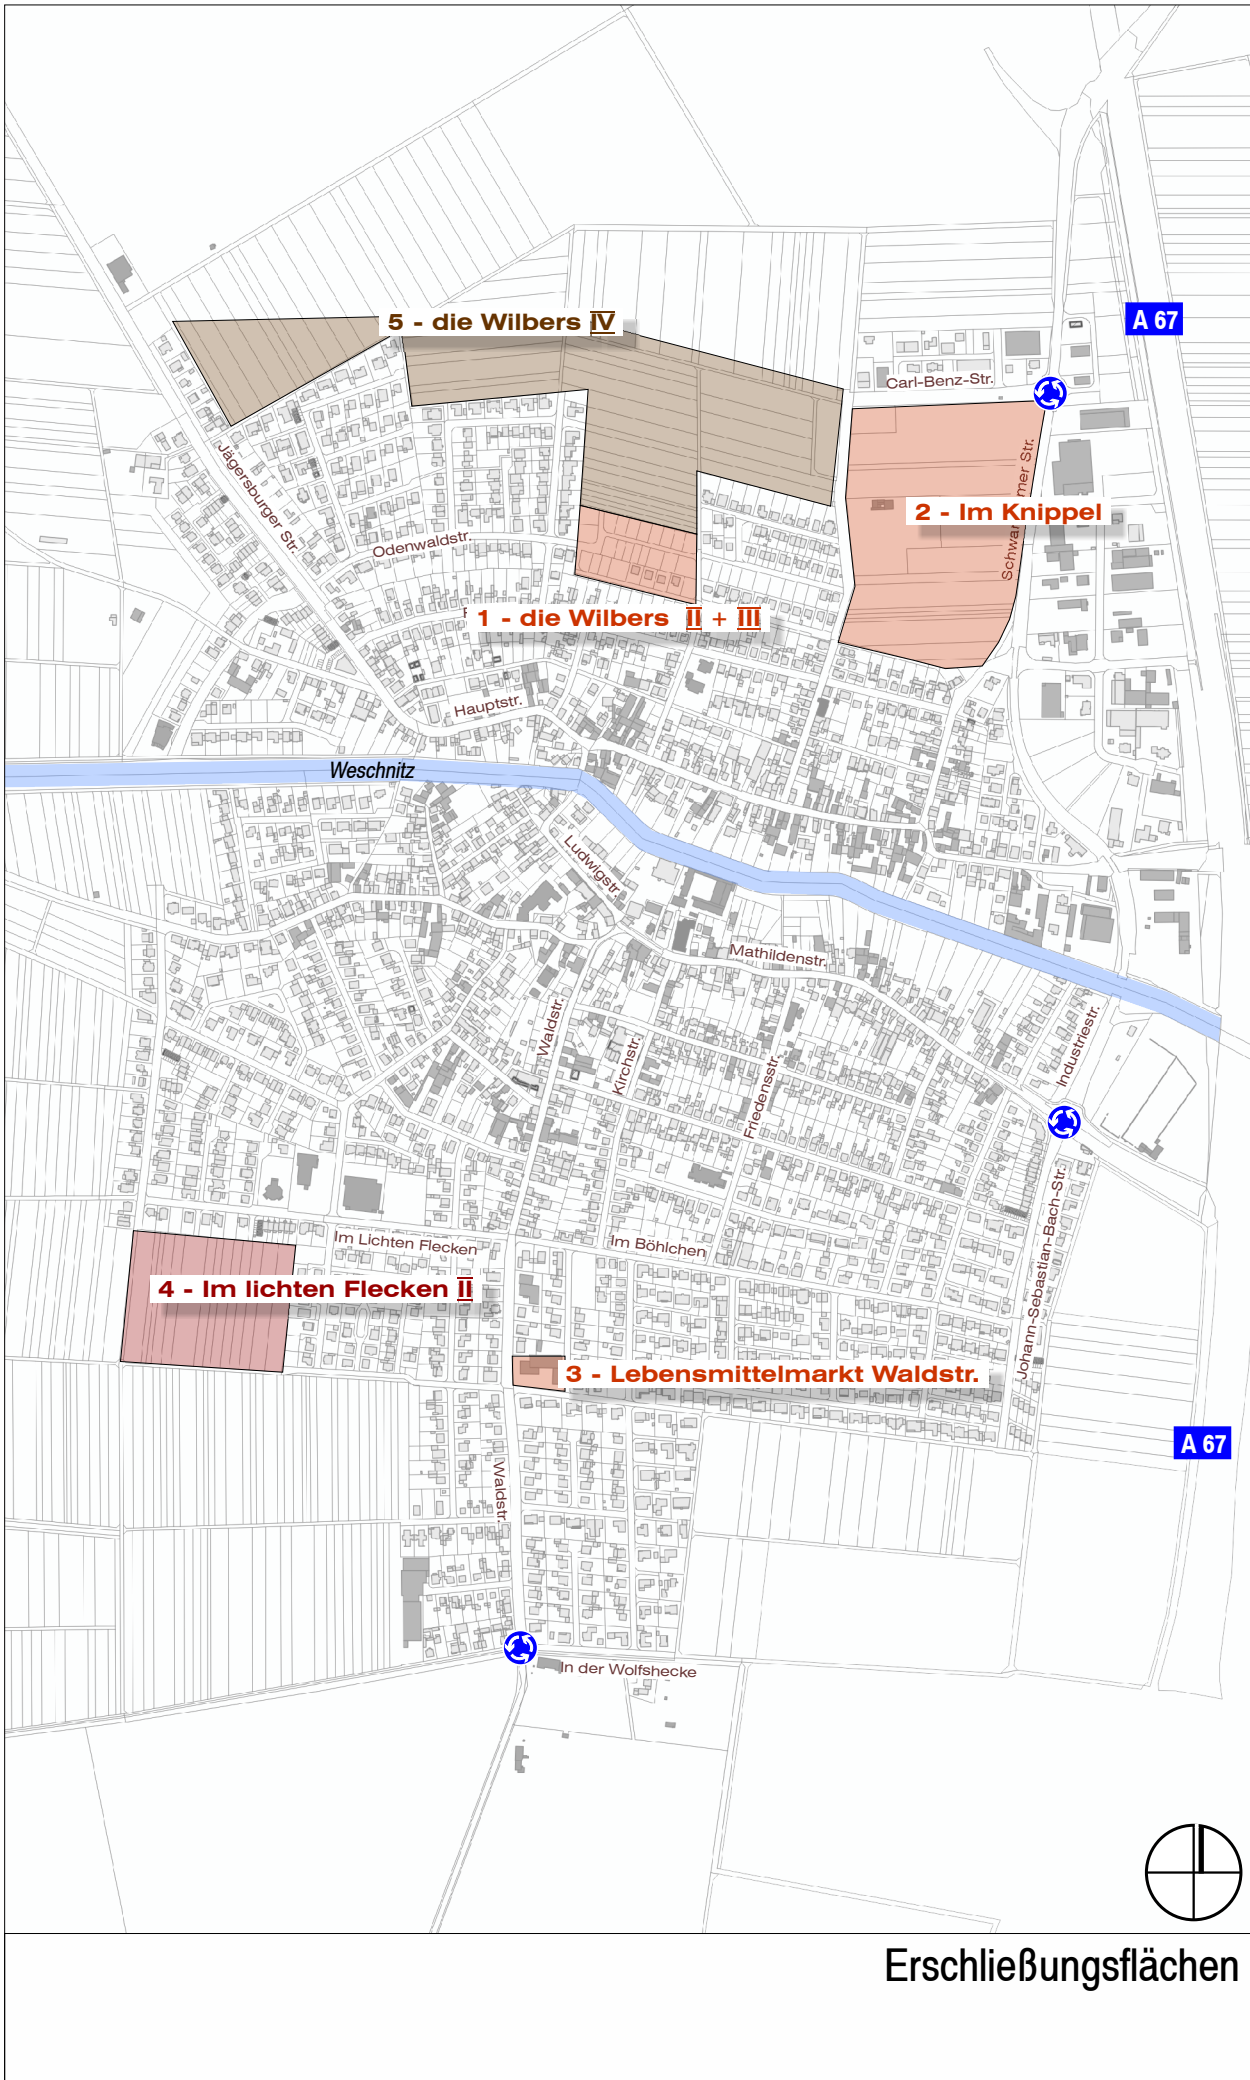 5 - die Wilbers IV
A 67
Carl-Benz-Str.
Jägersburger Str.
2 - Im Knippel
Odenwaldstr.
1 - die Wilbers II + III
Hauptstr.
Weschnitz
Ludwigstr.
Mathildenstr.
Waldstr.
Kirchstr.
Friedensstr.
Industriestr.
Johann-Sebastian-Bach-Str.
Im Lichten Flecken
Im Böhlchen
4 - Im lichten Flecken II
3 - Lebensmittelmarkt Waldstr.
A 67
Waldstr.
In der Wolfshecke
Erschließungsflächen